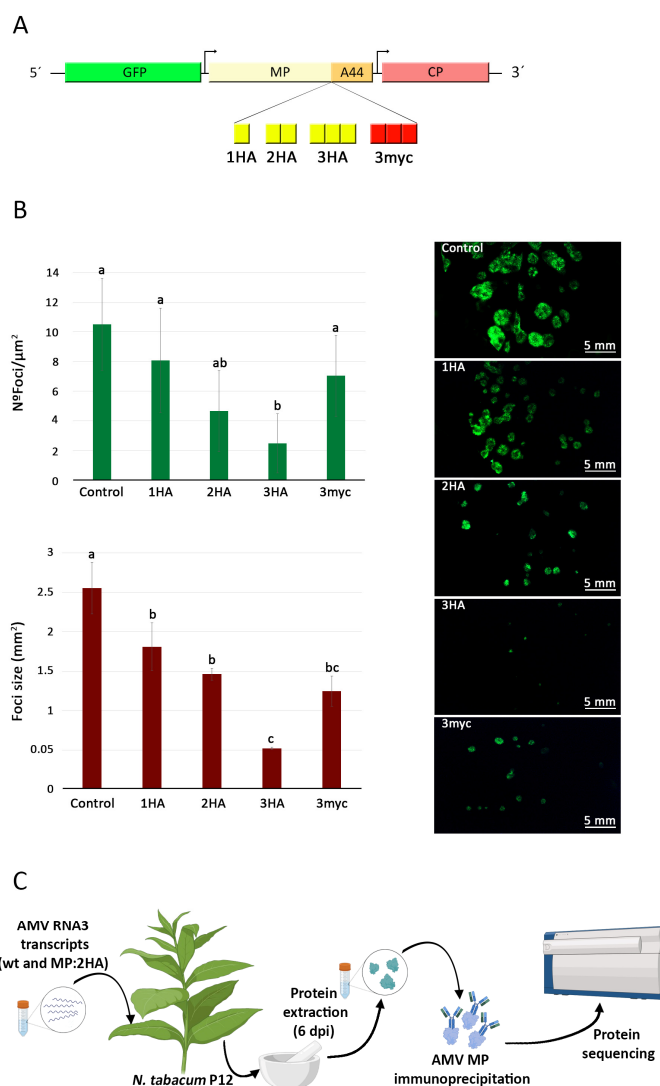 A
5´ GFP MP A44 CP 3´
1HA 2HA 3HA 3myc
B
14
12
10
8
6
4
2
0
NºFoci/µm²
a a ab b a
Control 1HA 2HA 3HA 3myc
3
2.5
2
1.5
1
0.05
0
Foci size (mm²)
a b b c bc
Control 1HA 2HA 3HA 3myc
Control
5 mm
1HA
5 mm
2HA
5 mm
3HA
5 mm
3myc
5 mm
C
AMV RNA3
transcripts
(wt and MP:2HA)
N. tabacum P12
Protein
extraction
(6 dpi)
AMV MP
immunoprecitation
Protein
sequencing